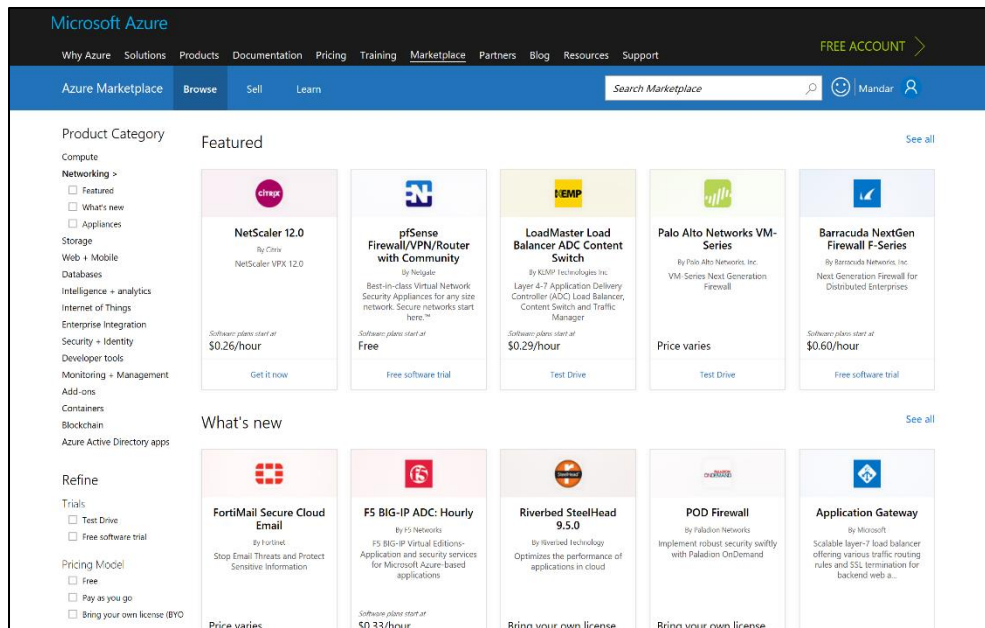 Microsoft Azure
FREE ACCOUNT
Why Azure Solutions Products Documentation Pricing Training Marketplace Partners Blog Resources Support
Azure Marketplace Browse Sell Learn Search Marketplace Mandar
Product Category
Compute
Networking >
Featured
What's new
Appliances
Storage
Web + Mobile
Databases
Intelligence + analytics
Internet of Things
Enterprise Integration
Security + Identity
Developer tools
Monitoring + Management
Add-ons
Containers
Blockchain
Azure Active Directory apps
Refine
Trials
Test Drive
Free software trial
Pricing Model
Free
Pay as you go
Bring your own license (BYO
Featured
See all
CITRIX
NetScaler 12.0
By Citrix
NetScaler VPX 12.0
Software plans start at
$0.26/hour
Get it now
pfSense
Firewall/VPN/Router
with Community
By Netgate
Best-in-class Virtual Network
Security Appliances for any size
network. Secure networks start
here.™
Software plans start at
Free
Free software trial
KEMP
LoadMaster Load
Balancer ADC Content
Switch
By KEMP Technologies Inc
Layer 4-7 Application Delivery
Controller (ADC) Load Balancer,
Content Switch and Traffic
Manager
Software plans start at
$0.29/hour
Test Drive
Palo Alto Networks VM-
Series
By Palo Alto Networks, Inc.
VM-Series Next Generation
Firewall
Price varies
Test Drive
Barracuda NextGen
Firewall F-Series
By Barracuda Networks, Inc.
Next Generation Firewall for
Distributed Enterprises
Software plans start at
$0.60/hour
Free software trial
What's new
See all
FortiMail Secure Cloud
Email
By Fortinet
Stop Email Threats and Protect
Sensitive Information
Price varies
F5 BIG-IP ADC: Hourly
By F5 Networks
F5 BIG-IP Virtual Editions-
Application and security services
for Microsoft Azure-based
applications
Software plans start at
$0.33/hour
SteelHead
Riverbed SteelHead
9.5.0
By Riverbed Technology
Optimizes the performance of
applications in cloud
Bring your own license
ONDEMAND
POD Firewall
By Paladion Networks
Implement robust security swiftly
with Paladion OnDemand
Bring your own license
Application Gateway
By Microsoft
Scalable layer-7 load balancer
offering various traffic routing
rules and SSL termination for
backend web a...